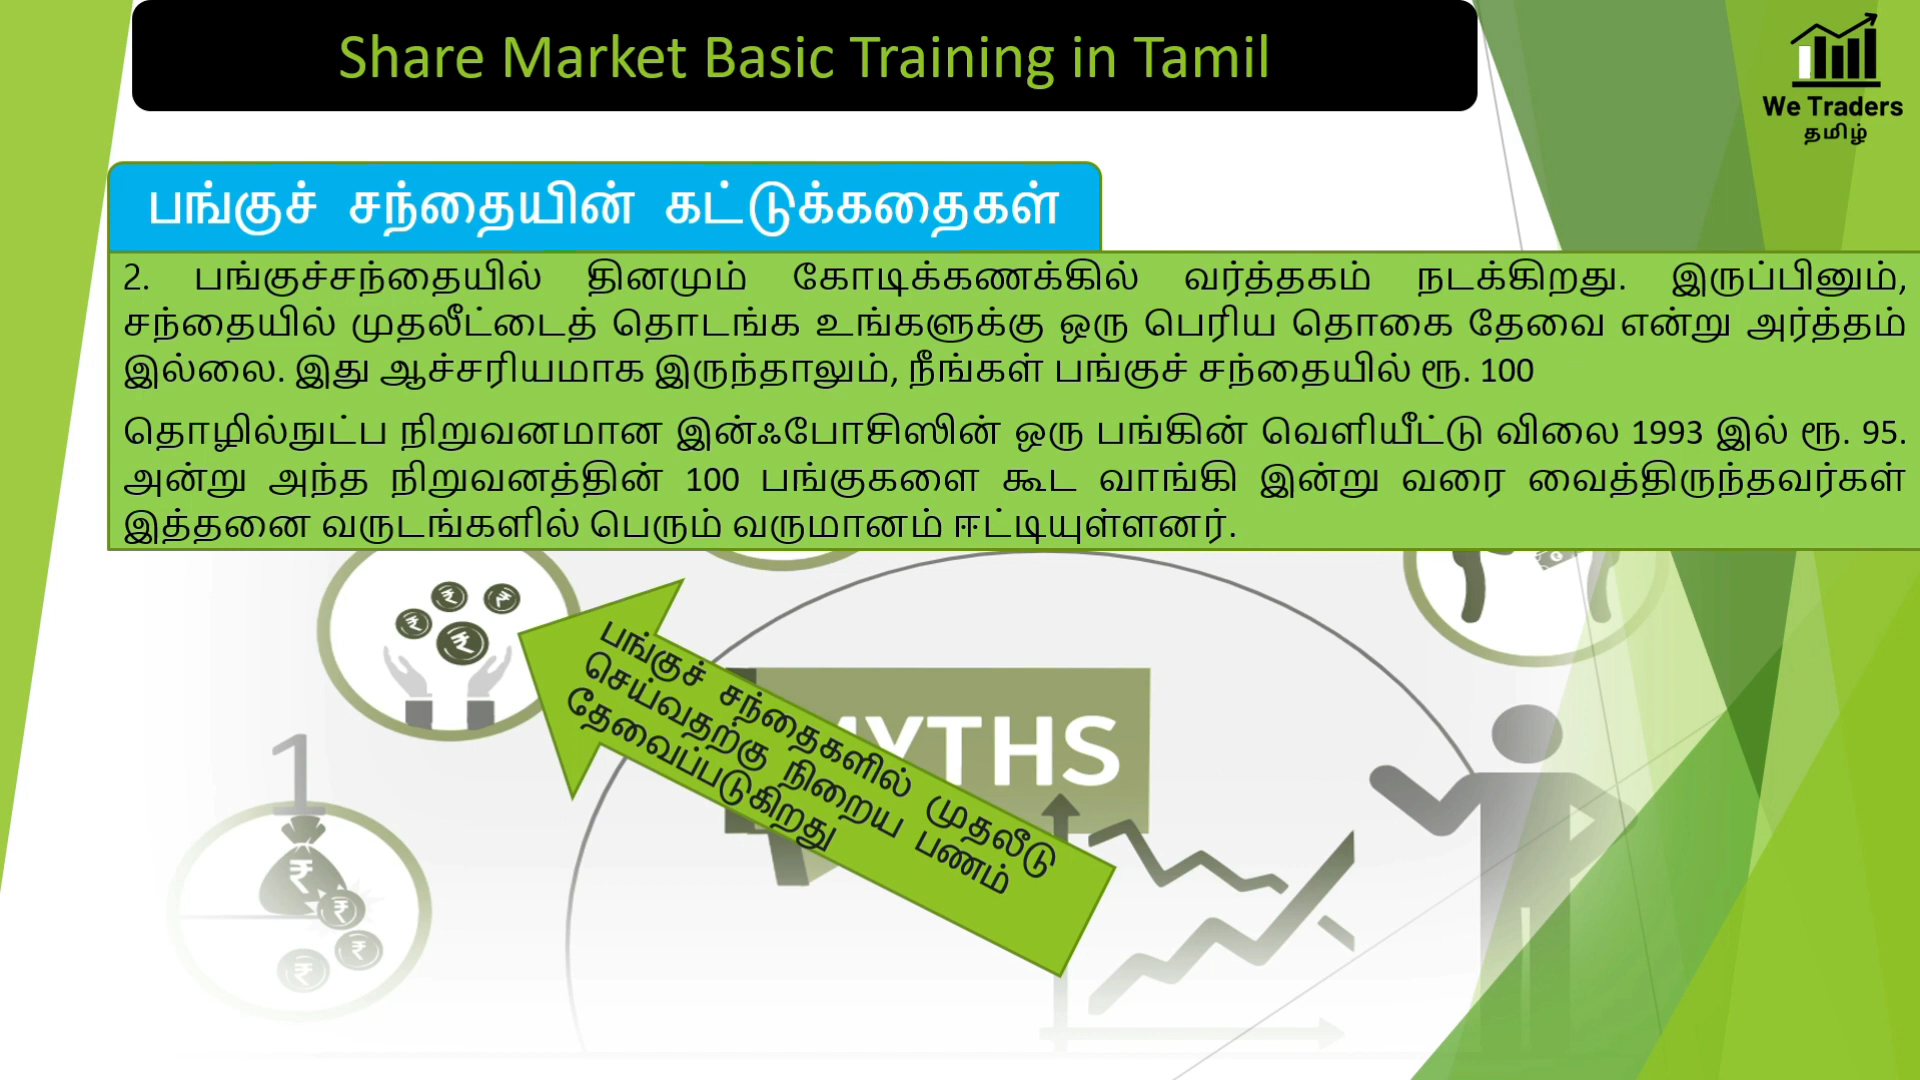 Share Market Basic Training in Tamil
We Traders
தமிழ்
பங்குச் சந்தையின் கட்டுக்கதைகள்
2. பங்குச்சந்தையில் தினமும் கோடிக்கணக்கில் வர்த்தகம் நடக்கிறது. இருப்பினும்,
சந்தையில் முதலீட்டைத் தொடங்க உங்களுக்கு ஒரு பெரிய தொகை தேவை என்று அர்த்தம்
இல்லை. இது ஆச்சரியமாக இருந்தாலும், நீங்கள் பங்குச் சந்தையில் ரூ. 100
தொழில்நுட்ப நிறுவனமான இன்ஃபோசிஸின் ஒரு பங்கின் வெளியீட்டு விலை 1993 இல் ரூ. 95.
அன்று அந்த நிறுவனத்தின் 100 பங்குகளை கூட வாங்கி இன்று வரை வைத்திருந்தவர்கள்
இத்தனை வருடங்களில் பெரும் வருமானம் ஈட்டியுள்ளனர்.
பங்குச் சந்தைகளில் முதலீடு
செய்வதற்கு நிறைய பணம்
தேவைப்படுகிறது
YTHS
1